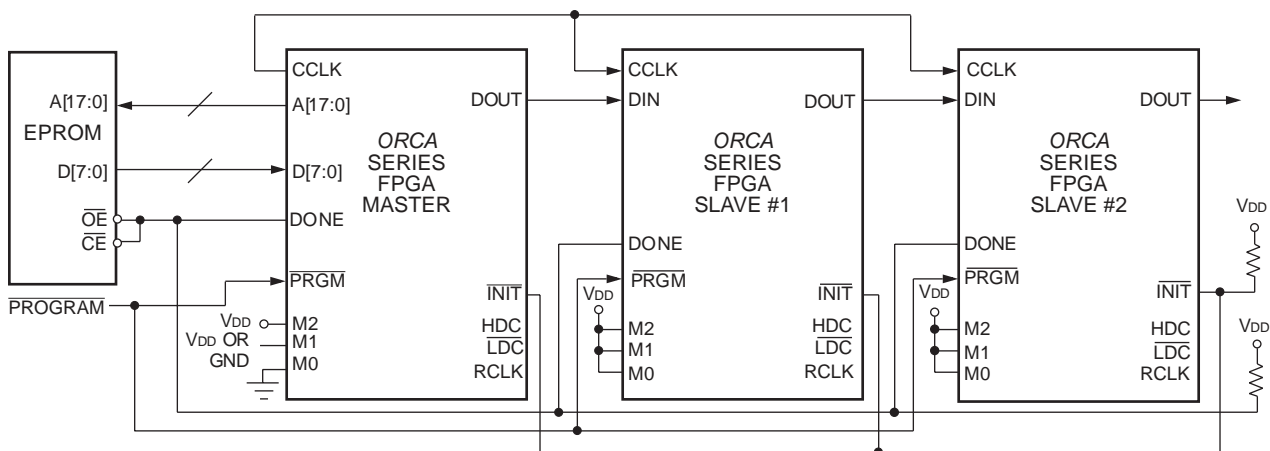 A[17:0]
EPROM
D[7:0]
OE
CE
PROGRAM
VDD
VDD OR
GND
CCLK
A[17:0]
DOUT
ORCA
SERIES
FPGA
MASTER
D[7:0]
DONE
PRGM
INIT
M2
HDC
M1
LDC
M0
RCLK
CCLK
DIN
DOUT
ORCA
SERIES
FPGA
SLAVE #1
DONE
PRGM
VDD
INIT
M2
HDC
M1
LDC
M0
RCLK
CCLK
DIN
DOUT
ORCA
SERIES
FPGA
SLAVE #2
DONE
PRGM
VDD
INIT
M2
HDC
M1
LDC
M0
RCLK
VDD
VDD